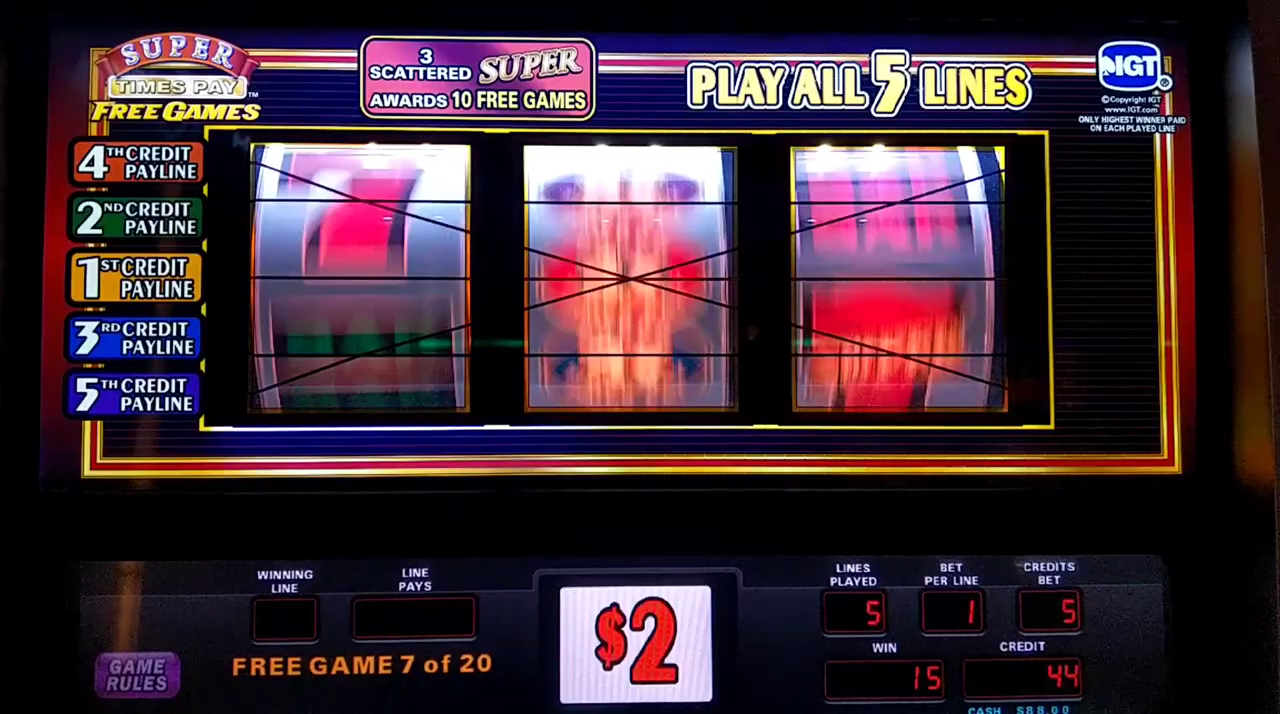 SUPER
TIMES PAY™
FREE GAMES
3
SCATTERED SUPER
AWARDS 10 FREE GAMES
PLAY ALL 5 LINES
IGT®
©Copyright IGT
www.IGT.com
ONLY HIGHEST WINNER PAID
ON EACH PLAYED LINE
4TH CREDIT
PAYLINE
2ND CREDIT
PAYLINE
1ST CREDIT
PAYLINE
3RD CREDIT
PAYLINE
5TH CREDIT
PAYLINE
WINNING
LINE
LINE
PAYS
FREE GAME 7 of 20
GAME
RULES
$2
LINES
PLAYED
5
BET
PER LINE
1
CREDITS
BET
5
WIN
15
CREDIT
44
CASH $88.00